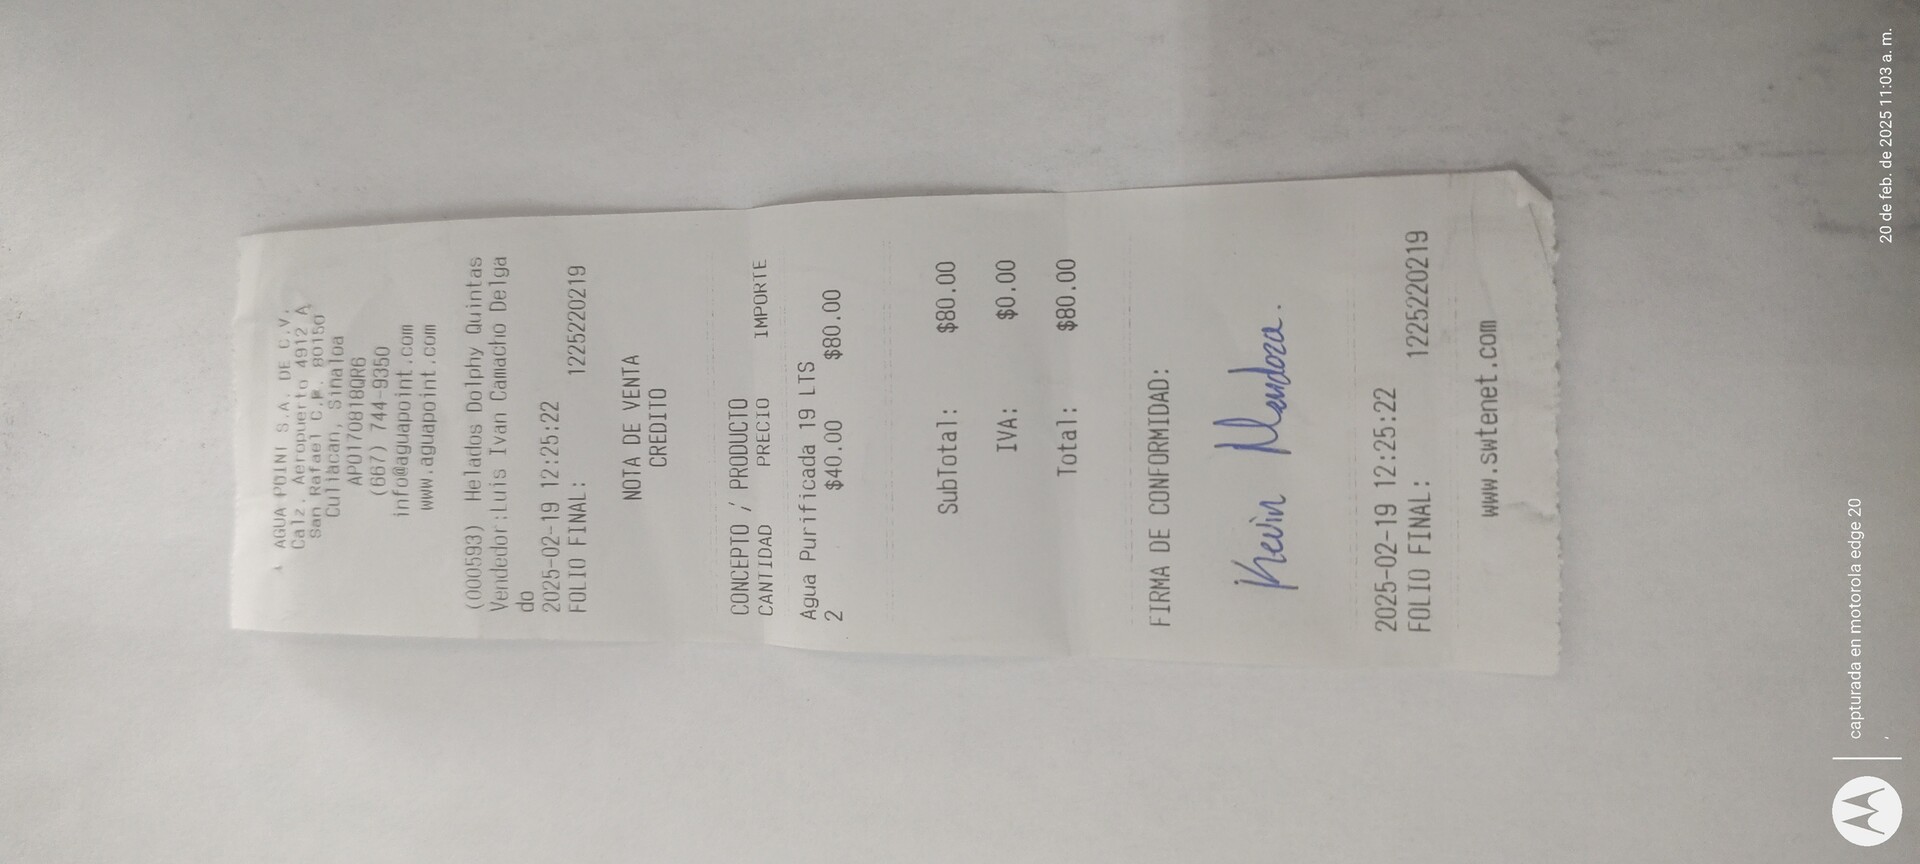 AGUA POINT S.A. DE C.V.
Calz. Aeropuerto 4912 A
San Rafael C.P. 80150
Culiacan, Sinaloa
APO170818QR6
(667) 744-9350
info@aguapoint.com
www.aguapoint.com
(000593) Helados Dolphy Quintas
Vendedor:Luis Ivan Camacho Delga
do
2025-02-19 12:25:22
FOLIO FINAL: 1225220219
NOTA DE VENTA
CREDITO
CONCEPTO / PRODUCTO
CANTIDAD PRECIO IMPORTE
Agua Purificada 19 LTS
2 $40.00 $80.00
SubTotal: $80.00
IVA: $0.00
Total: $80.00
FIRMA DE CONFORMIDAD:
Kevin Mendoza.
2025-02-19 12:25:22
FOLIO FINAL: 1225220219
www.swtenet.com
capturada en motorola edge 20
20 de feb. de 2025 11:03 a. m.